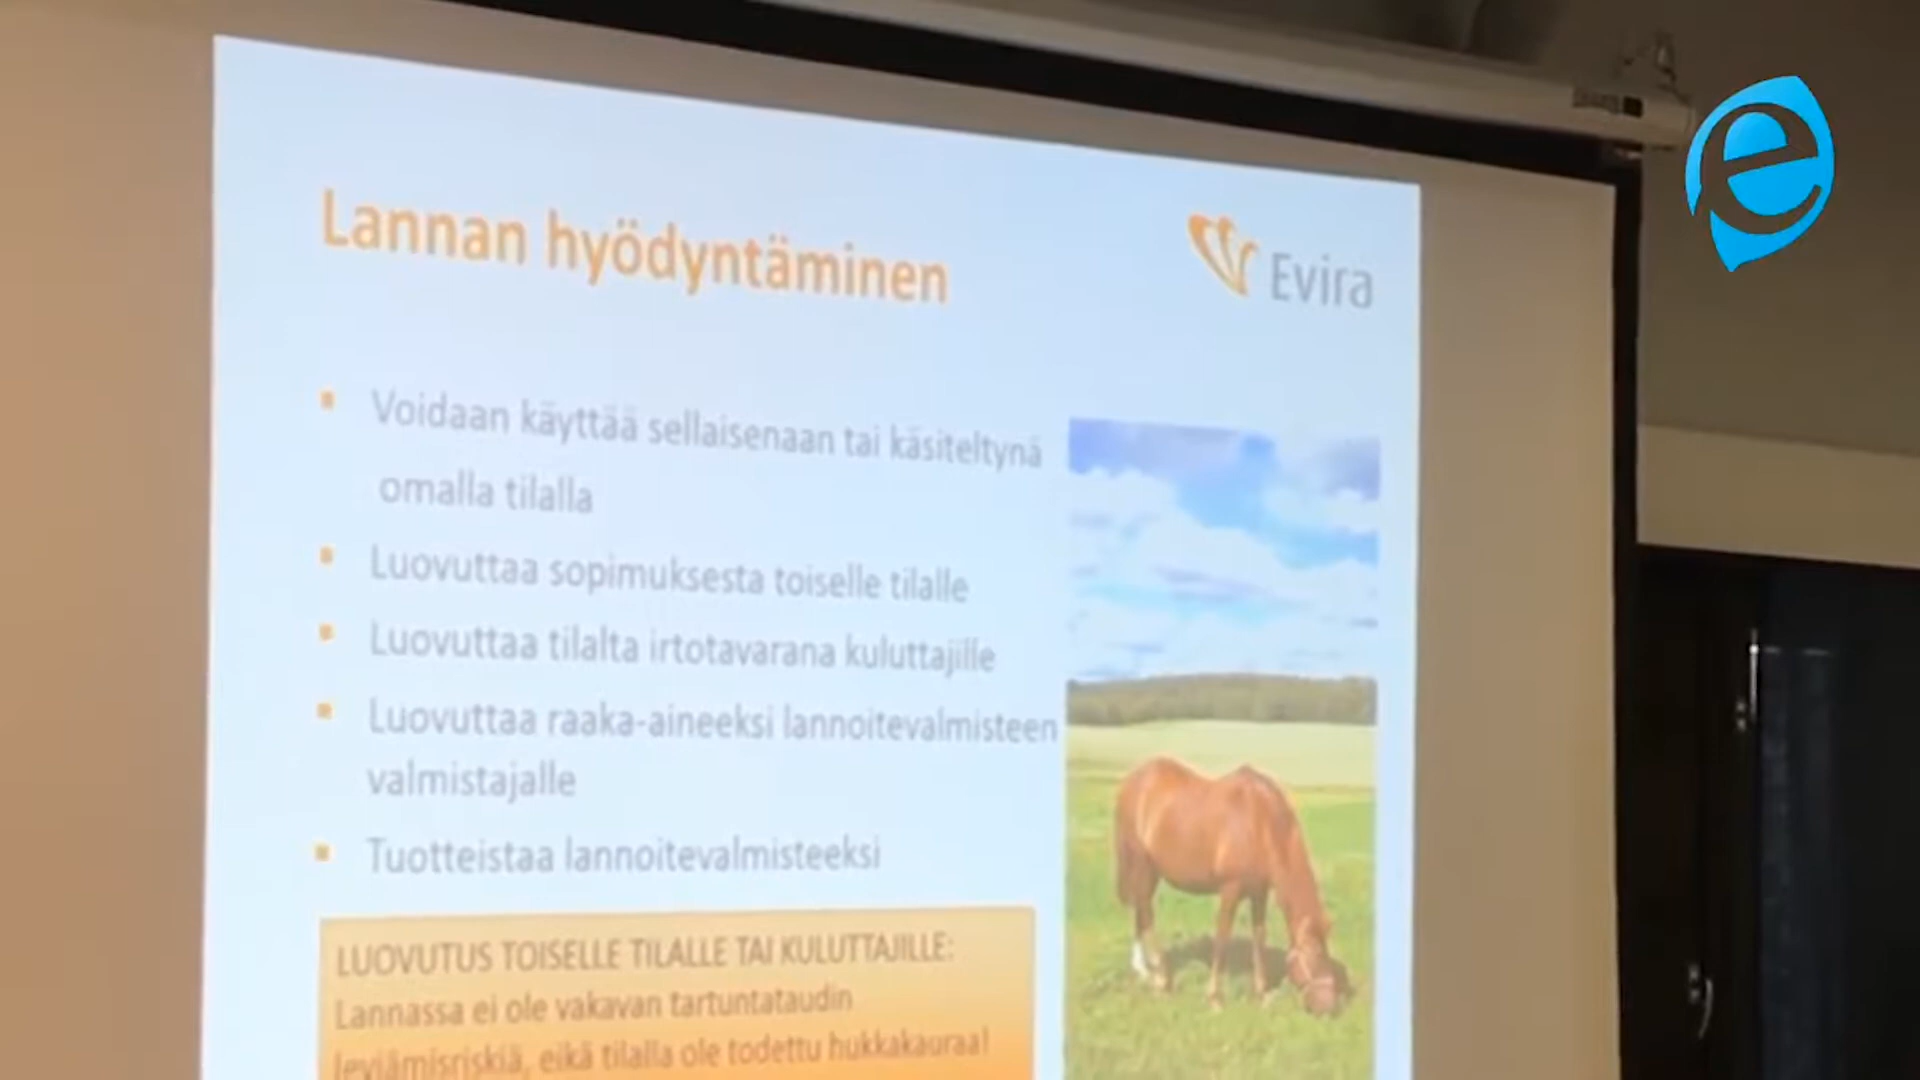 Lannan hyödyntäminen
Evira
Voidaan käyttää sellaisenaan tai käsiteltynä
omalla tilalla
Luovuttaa sopimuksesta toiselle tilalle
Luovuttaa tilalta irtotavarana kuluttajille
Luovuttaa raaka-aineeksi lannoitevalmisteen
valmistajalle
Tuotteistaa lannoitevalmisteeksi
LUOVUTUS TOISELLE TILALLE TAI KULUTTAJILLE:
Lannassa ei ole vakavan tartuntataudin
leviämisriskiä, eikä tilalla ole todettu hukkakauraa!